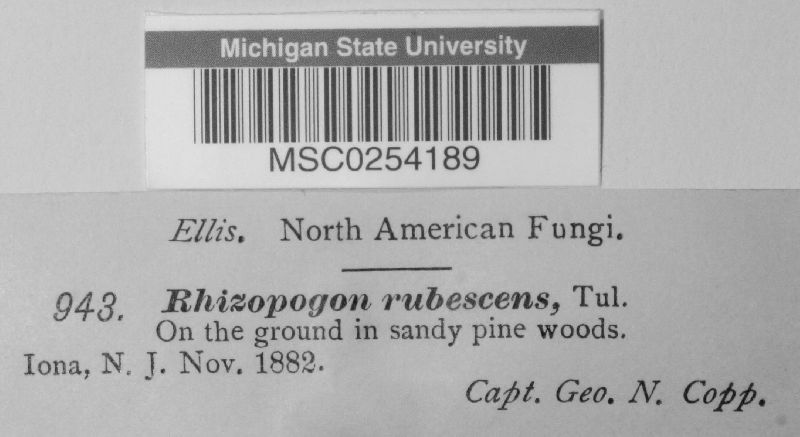 Michigan State University
MSC0254189
Ellis. North American Fungi.
943. Rhizopogon rubescens, Tul.
On the ground in sandy pine woods.
Iona, N. J. Nov. 1882.
Capt. Geo. N. Copp.